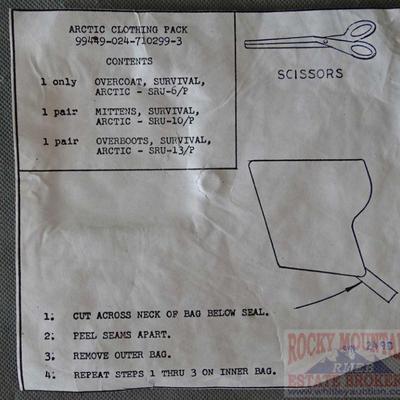 ARCTIC CLOTHING PACK
99449-024-710299-3
CONTENTS
1 only OVERCOAT, SURVIVAL,
ARCTIC - SRU-6/P
1 pair MITTENS, SURVIVAL,
ARCTIC - SRU-10/P
1 pair OVERBOOTS, SURVIVAL,
ARCTIC - SRU-13/P
SCISSORS
1. CUT ACROSS NECK OF BAG BELOW SEAL.
2. PEEL SEAMS APART.
3. REMOVE OUTER BAG.
4. REPEAT STEPS 1 THRU 3 ON INNER BAG.
ROCKY MOUNTAIN
ESTATE BROKERS